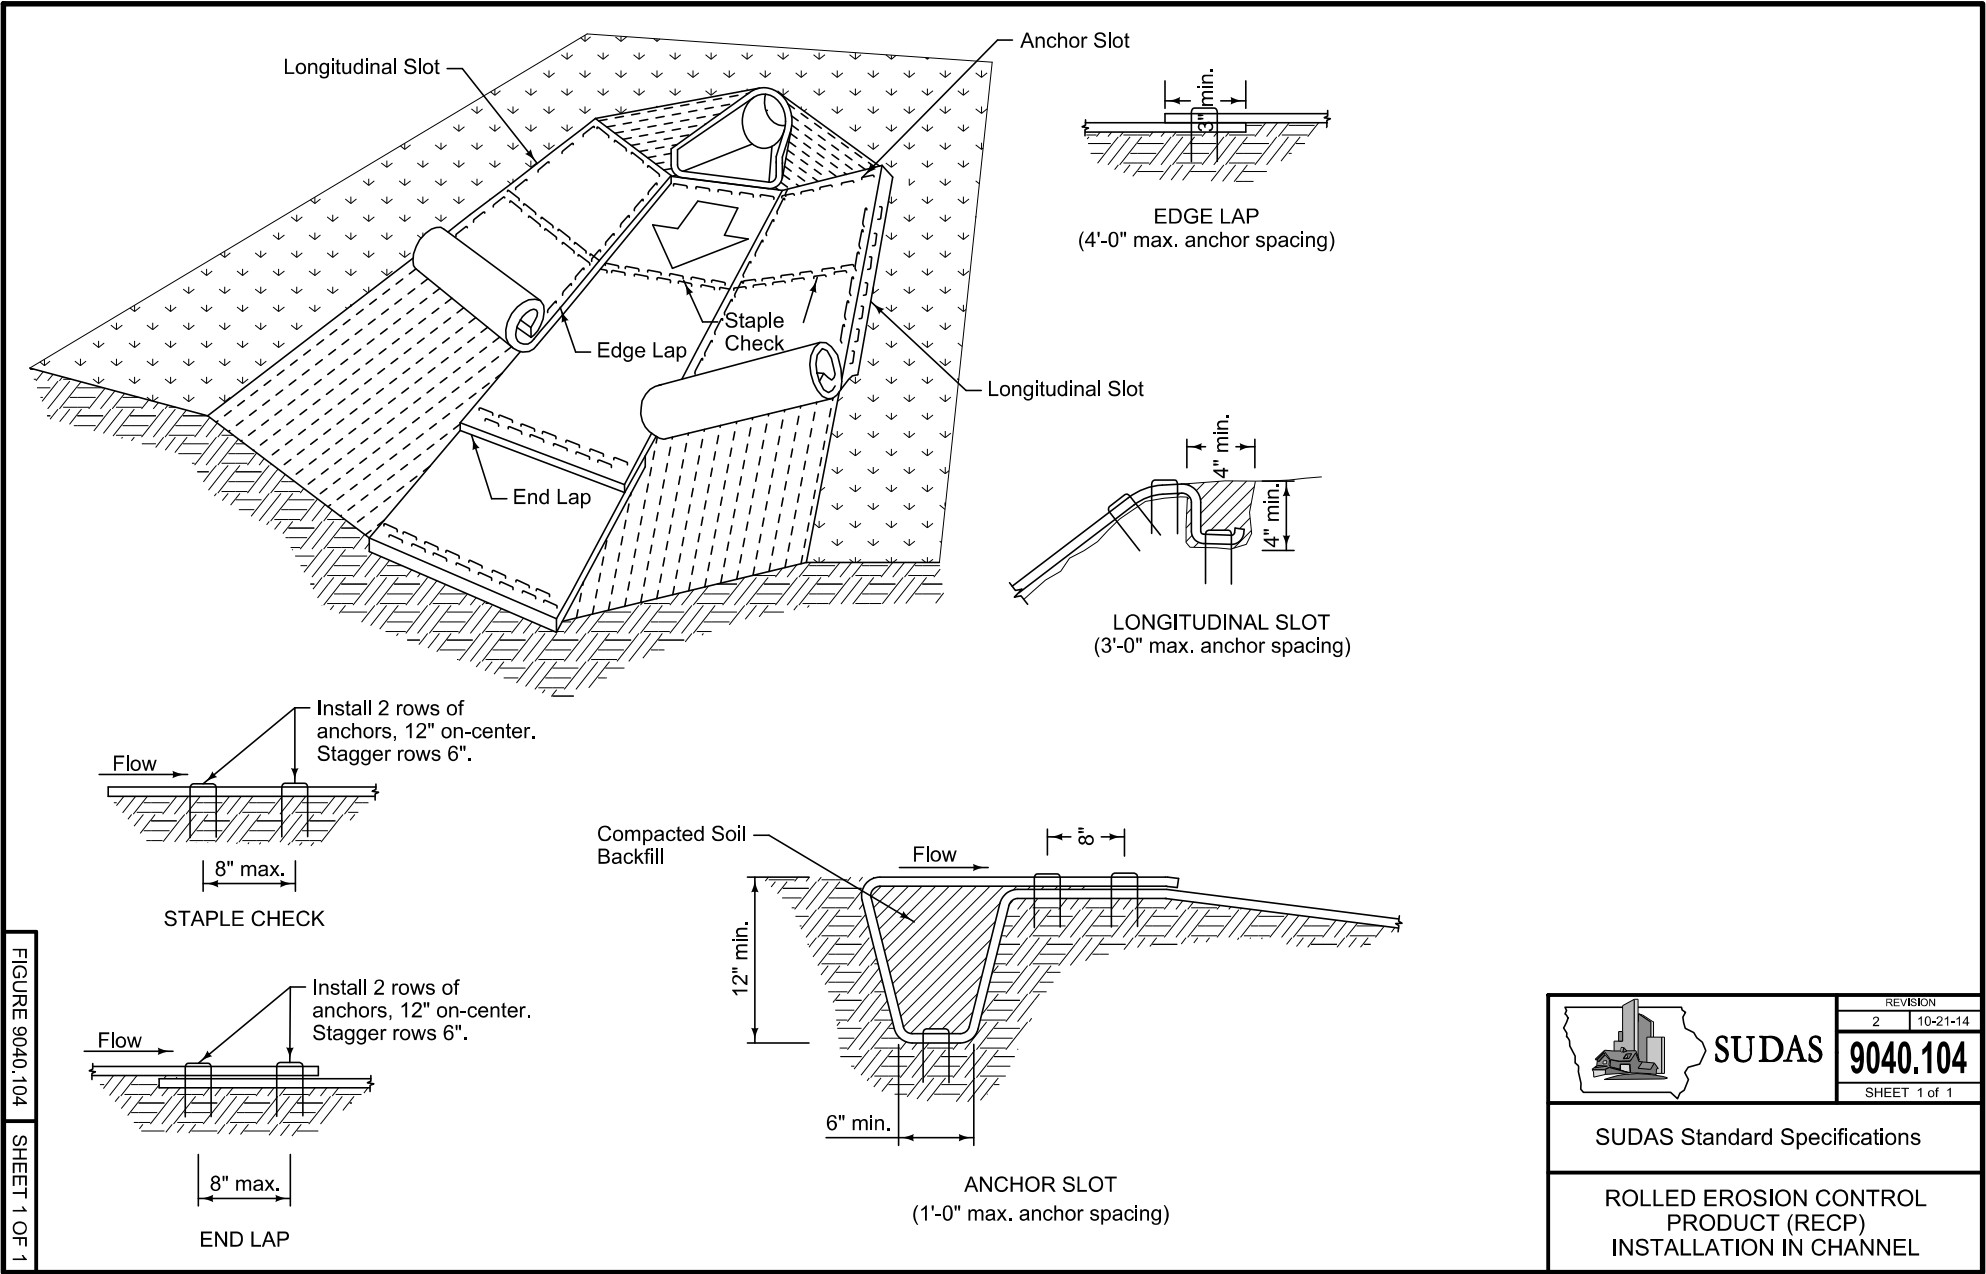 Longitudinal Slot
Anchor Slot
Staple
Check
Edge Lap
Longitudinal Slot
End Lap
3" min.
EDGE LAP
(4'-0" max. anchor spacing)
4" min.
4" min.
LONGITUDINAL SLOT
(3'-0" max. anchor spacing)
Install 2 rows of
anchors, 12" on-center.
Stagger rows 6".
Flow
8" max.
STAPLE CHECK
Install 2 rows of
anchors, 12" on-center.
Stagger rows 6".
Flow
8" max.
END LAP
Compacted Soil
Backfill
Flow
8"
12" min.
6" min.
ANCHOR SLOT
(1'-0" max. anchor spacing)
FIGURE 9040.104
SHEET 1 OF 1
SUDAS
REVISION
2 10-21-14
9040.104
SHEET 1 of 1
SUDAS Standard Specifications
ROLLED EROSION CONTROL
PRODUCT (RECP)
INSTALLATION IN CHANNEL